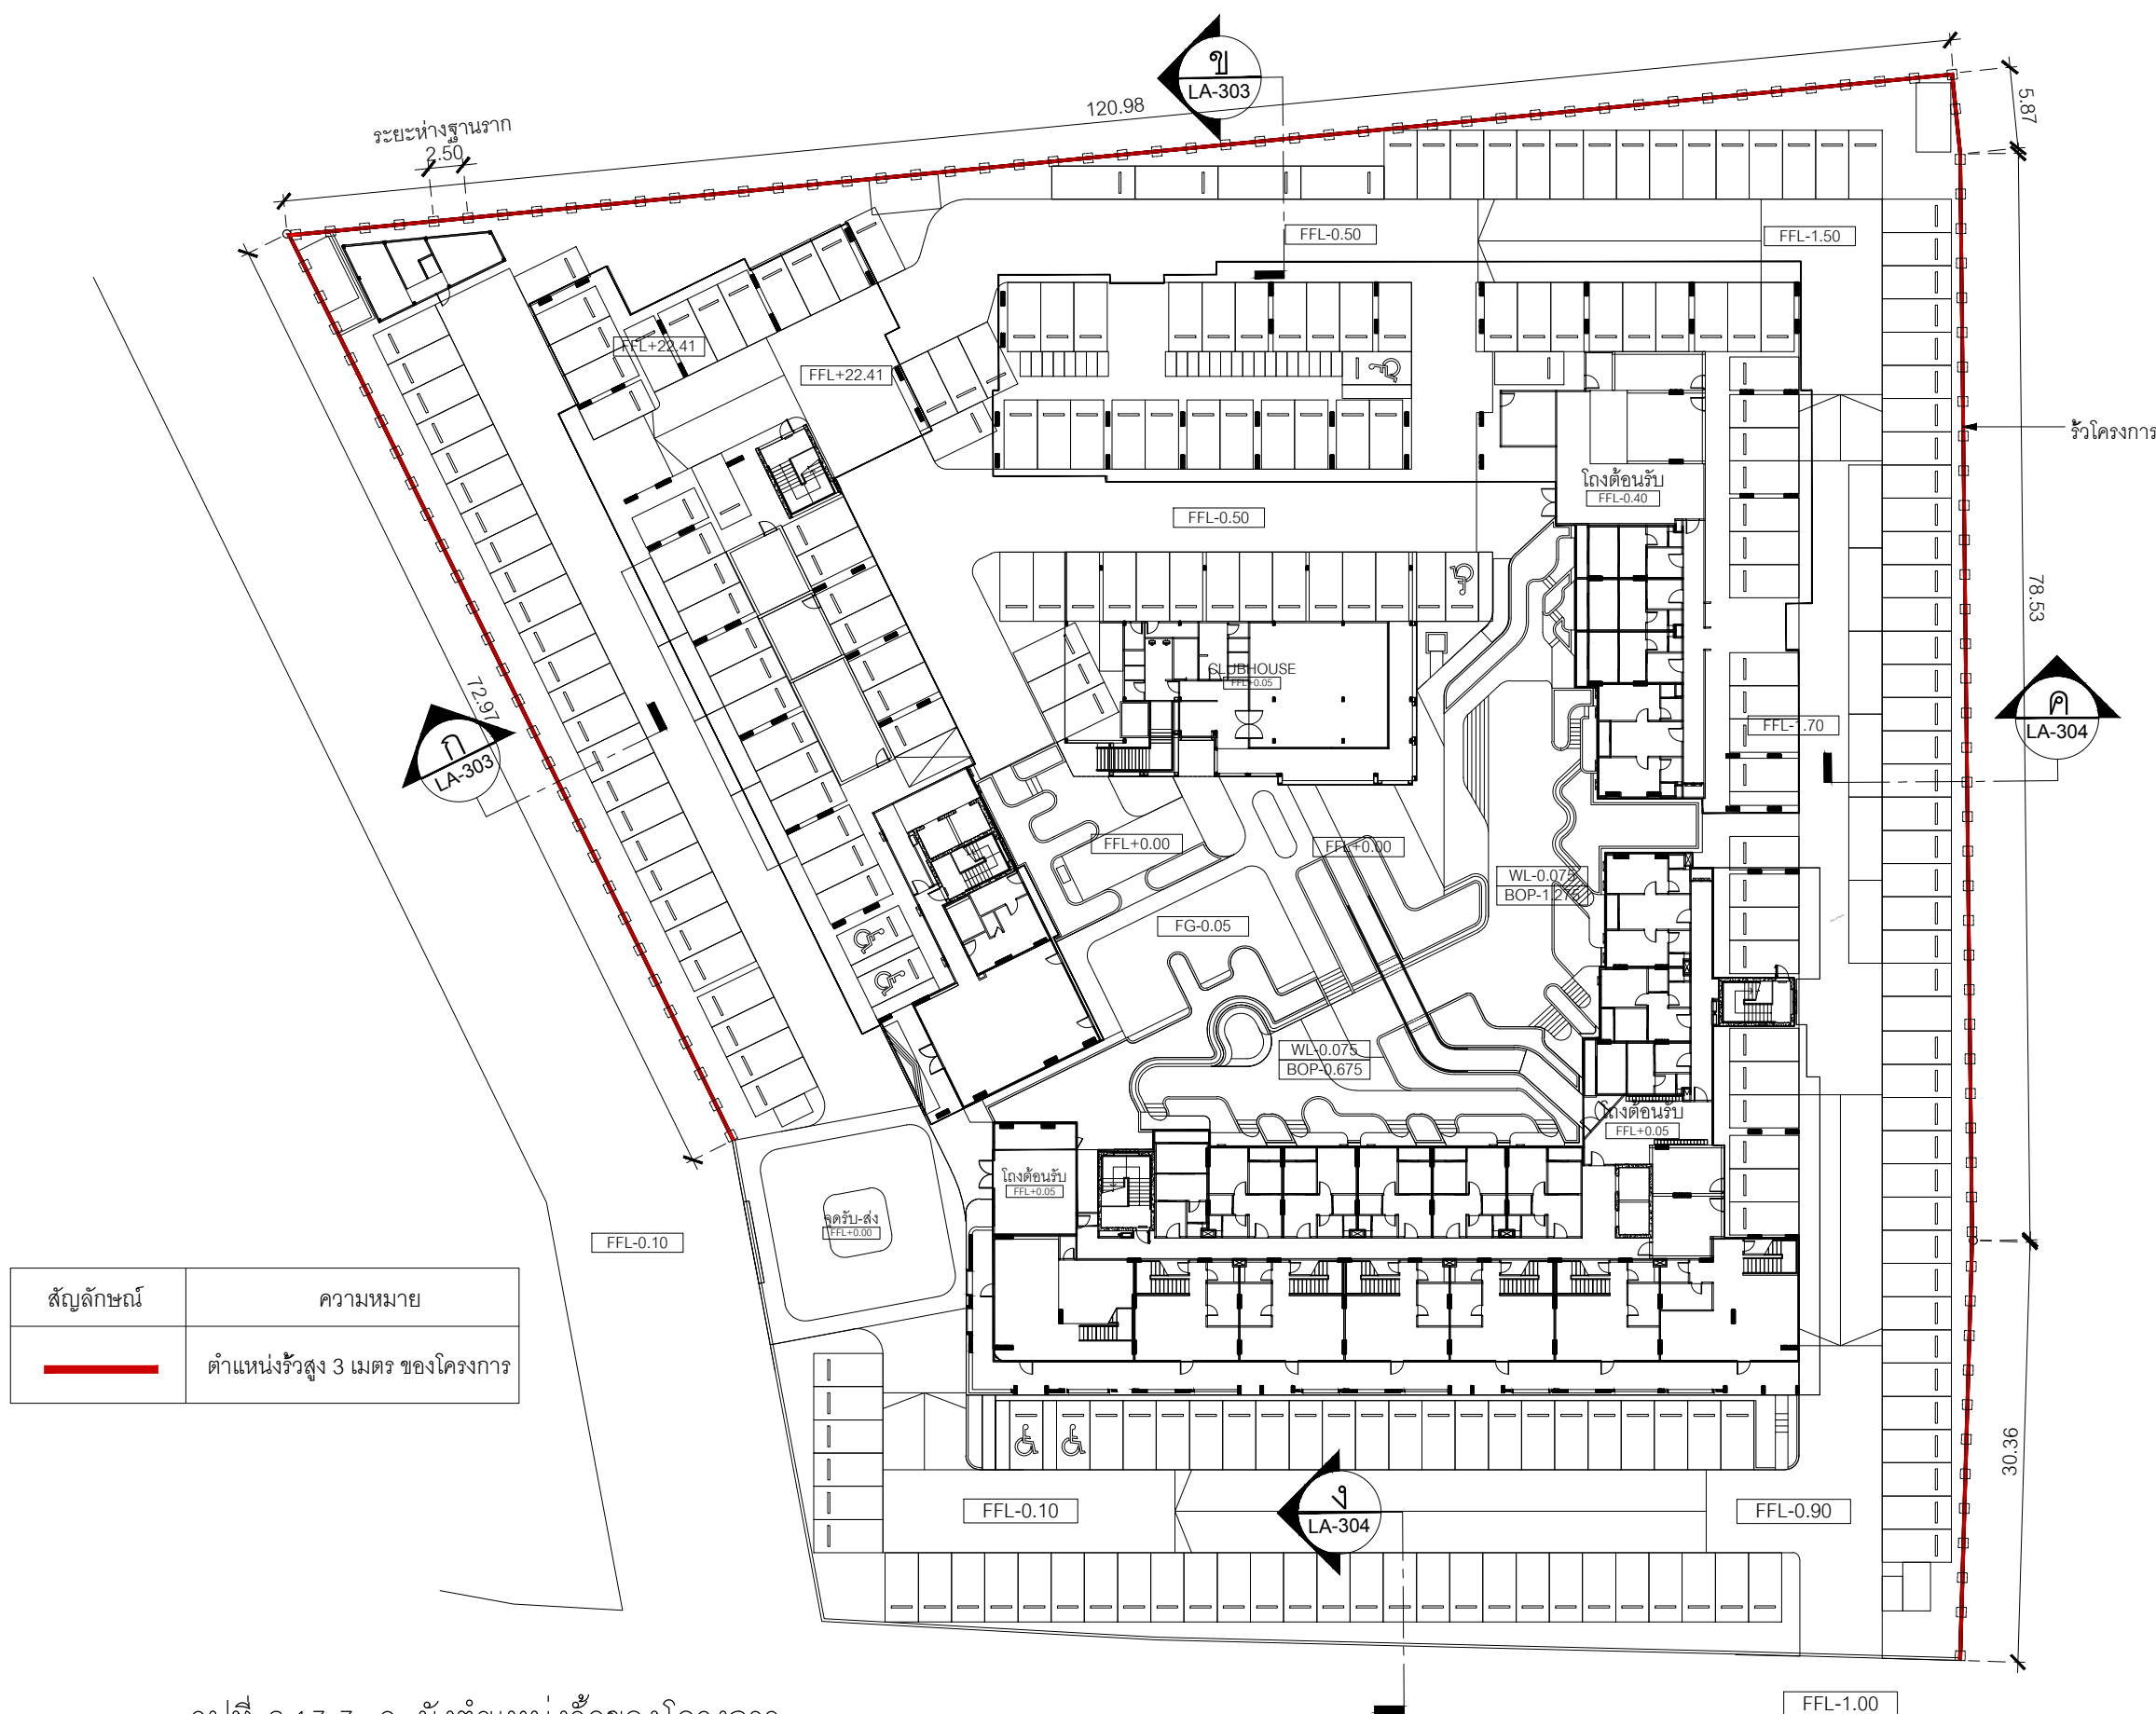 ข
LA-303
120.98
5.87
ระยะห่างฐานราก
2.50
FFL-0.50
FFL-1.50
FFL+22.41
FFL+22.41
รั้วโครงการ
โถงต้อนรับ
FFL-0.40
FFL-0.50
78.53
CLUBHOUSE
FFL+0.05
72.97
ก
LA-303
ค
LA-304
FFL-1.70
FFL+0.00
FFL+0.00
WL-0.075
BOP-1.275
FG-0.05
WL-0.075
BOP-0.675
โถงต้อนรับ
FFL+0.05
โถงต้อนรับ
FFL+0.05
จุดรับ-ส่ง
FFL+0.00
FFL-0.10
สัญลักษณ์
ความหมาย
ตำแหน่งรั้วสูง 3 เมตร ของโครงการ
30.36
FFL-0.10
ง
LA-304
FFL-0.90
FFL-1.00